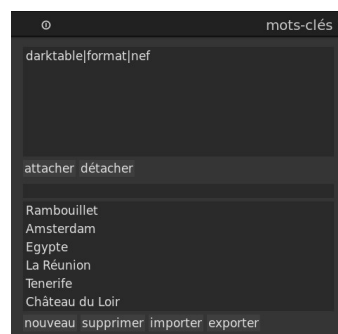 mots-clés
darktable|format|nef
attacher détacher
Rambouillet
Amsterdam
Egypte
La Réunion
Tenerife
Château du Loir
nouveau supprimer importer exporter